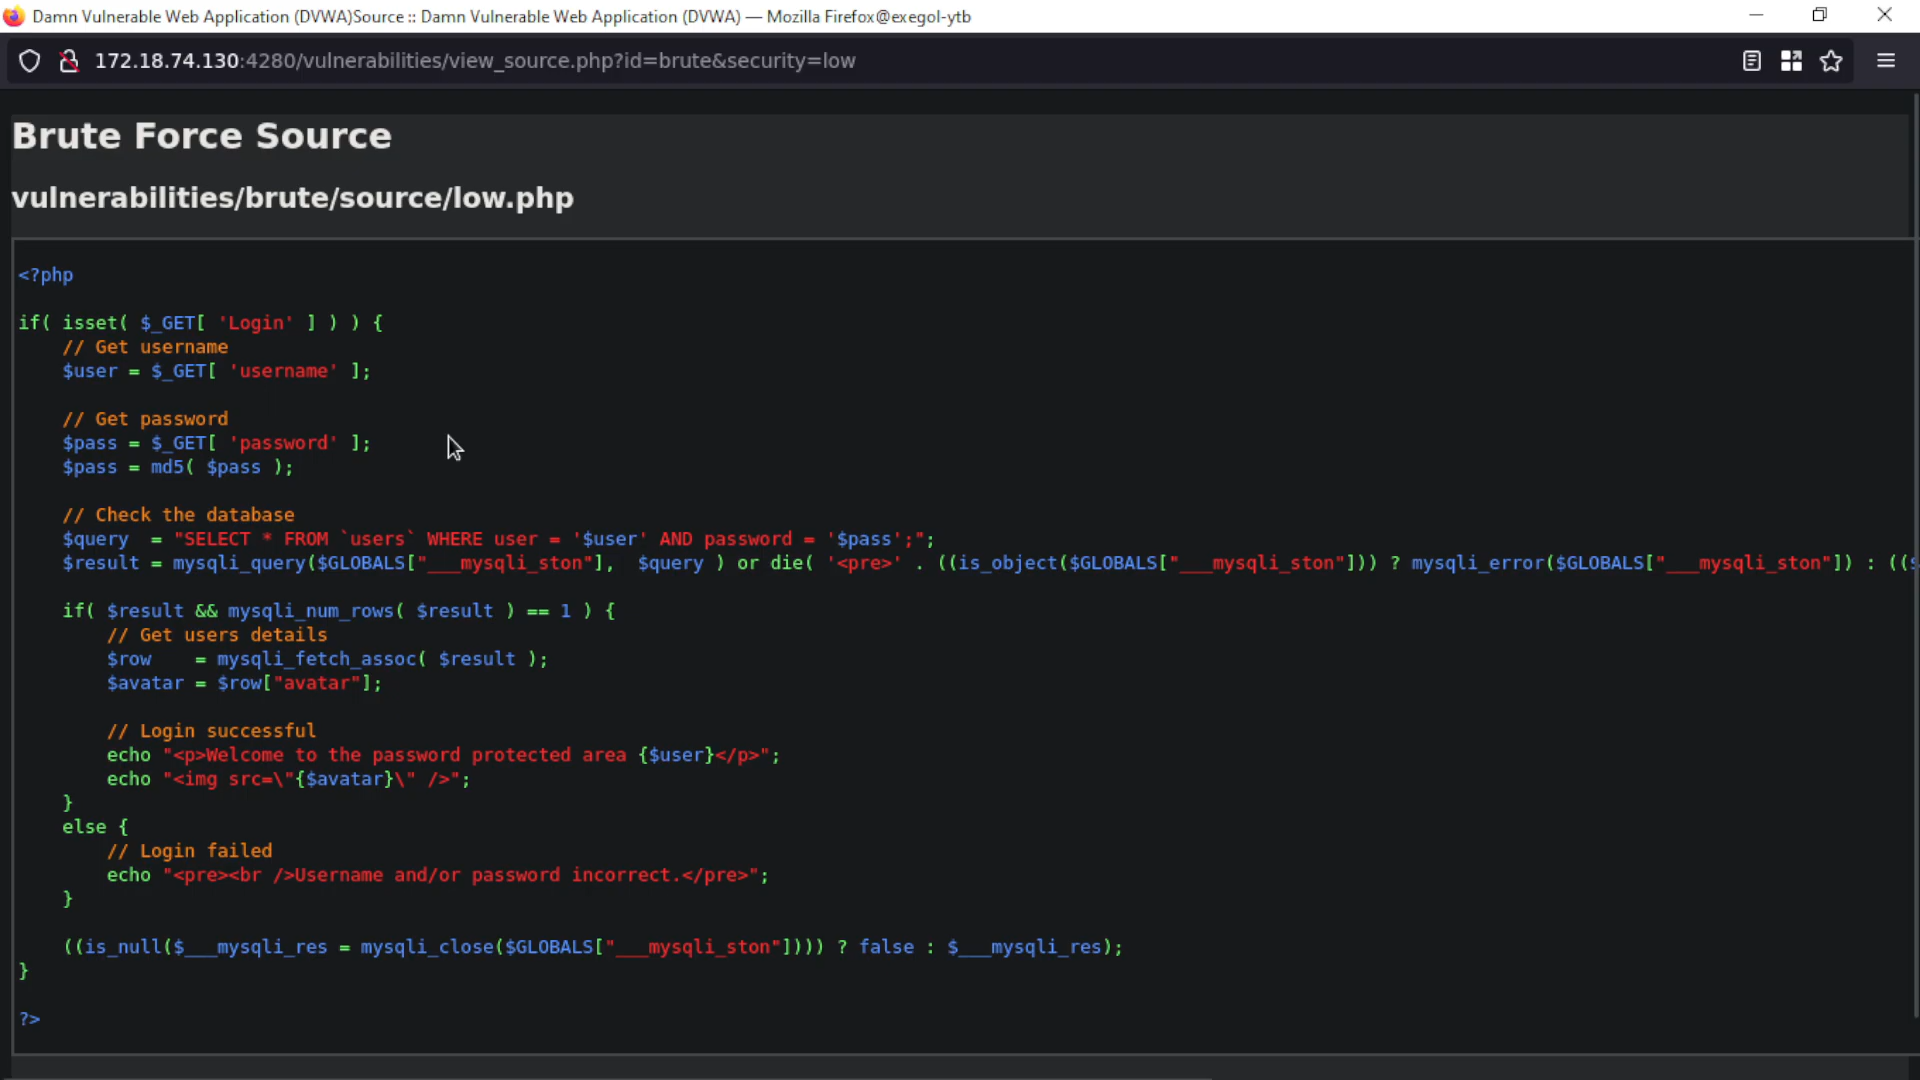 Damn Vulnerable Web Application (DVWA)Source :: Damn Vulnerable Web Application (DVWA) — Mozilla Firefox@exegol-ytb
172.18.74.130:4280/vulnerabilities/view_source.php?id=brute&security=low
Brute Force Source
vulnerabilities/brute/source/low.php
<?php
if( isset( $_GET[ 'Login' ] ) ) {
    // Get username
    $user = $_GET[ 'username' ];
    // Get password
    $pass = $_GET[ 'password' ];
    $pass = md5( $pass );
    // Check the database
    $query  = "SELECT * FROM `users` WHERE user = '$user' AND password = '$pass';";
    $result = mysqli_query($GLOBALS["___mysqli_ston"],  $query ) or die( '<pre>' . ((is_object($GLOBALS["___mysqli_ston"])) ? mysqli_error($GLOBALS["___mysqli_ston"]) : (($
    if( $result && mysqli_num_rows( $result ) == 1 ) {
        // Get users details
        $row    = mysqli_fetch_assoc( $result );
        $avatar = $row["avatar"];
        // Login successful
        echo "<p>Welcome to the password protected area {$user}</p>";
        echo "<img src=\"{$avatar}\" />";
    }
    else {
        // Login failed
        echo "<pre><br />Username and/or password incorrect.</pre>";
    }
    ((is_null($___mysqli_res = mysqli_close($GLOBALS["___mysqli_ston"]))) ? false : $___mysqli_res);
}
?>